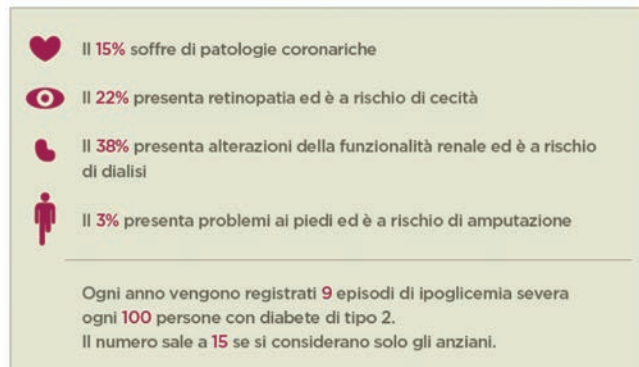 Il 15% soffre di patologie coronariche
Il 22% presenta retinopatia ed è a rischio di cecità
Il 38% presenta alterazioni della funzionalità renale ed è a rischio
di dialisi
Il 3% presenta problemi ai piedi ed è a rischio di amputazione
Ogni anno vengono registrati 9 episodi di ipoglicemia severa
ogni 100 persone con diabete di tipo 2.
Il numero sale a 15 se si considerano solo gli anziani.